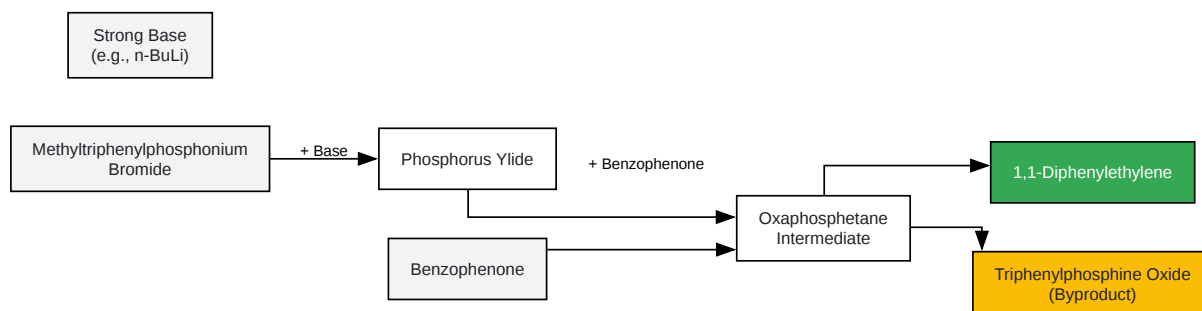 Strong Base
(e.g., n-BuLi)
Methyltriphenylphosphonium
Bromide
+ Base
Phosphorus Ylide
+ Benzophenone
1,1-Diphenylethylene
Oxaphosphetane
Intermediate
Benzophenone
Triphenylphosphine Oxide
(Byproduct)